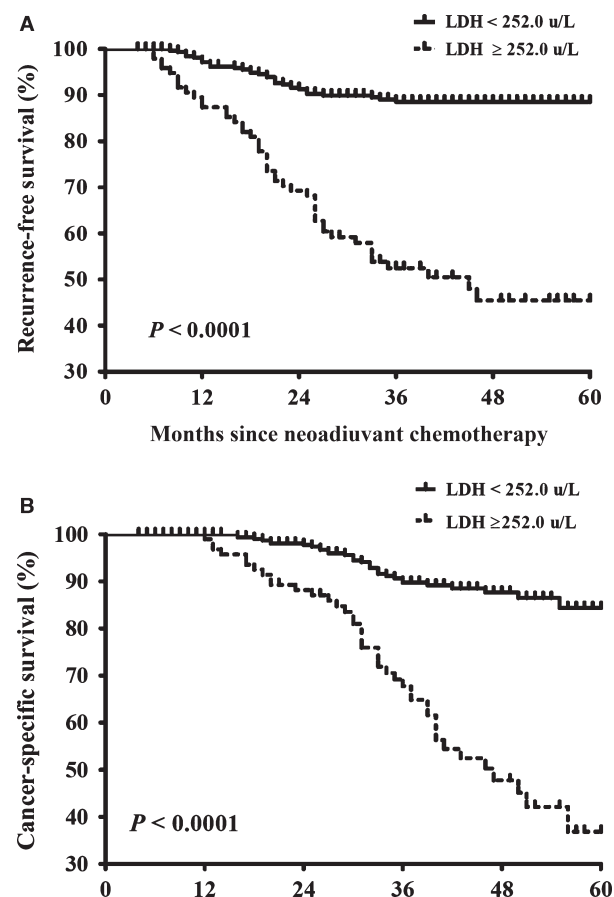 A
LDH < 252.0 u/L
LDH ≥ 252.0 u/L
Recurrence-free survival (%)
100
90
80
70
60
50
40
30
P < 0.0001
0 12 24 36 48 60
Months since neoadiuvant chemotherapy
B
LDH < 252.0 u/L
LDH ≥252.0 u/L
Cancer-specific survival (%)
100
90
80
70
60
50
40
30
P < 0.0001
0 12 24 36 48 60